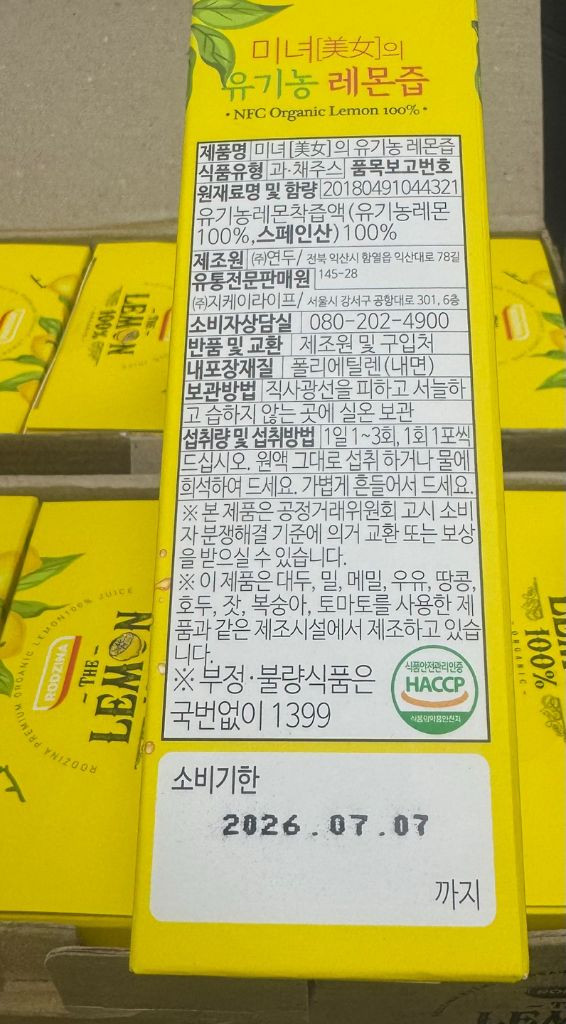 미녀[美女]의
유기농 레몬즙
• NFC Organic Lemon 100% •
제품명 미녀[美女]의 유기농 레몬즙
식품유형 과·채주스 품목보고번호
원재료명 및 함량 20180491044321
유기농레몬착즙액(유기농레몬
100%,스페인산)100%
제조원 ㈜연두/ 전북 익산시 함열읍 익산대로 78길
유통전문판매원 145-28
㈜지케이라이프/ 서울시 강서구 공항대로 301, 6층
소비자상담실 080-202-4900
반품 및 교환 제조원 및 구입처
내포장재질 폴리에틸렌(내면)
보관방법 직사광선을 피하고 서늘하
고 습하지 않는 곳에 실온 보관
섭취량 및 섭취방법 1일 1~3회, 1회 1포씩
드십시오. 원액 그대로 섭취 하거나 물에
희석하여 드세요. 가볍게 흔들어서 드세요.
※ 본 제품은 공정거래위원회 고시 소비
자 분쟁해결 기준에 의거 교환 또는 보상
을 받으실 수 있습니다.
※ 이 제품은 대두, 밀, 메밀, 우유, 땅콩,
호두, 잣, 복숭아, 토마토를 사용한 제
품과 같은 제조시설에서 제조하고 있습
니다.
※ 부정·불량식품은
국번없이 1399
식품안전관리인증
HACCP
식품의약품안전처
소비기한
2026.07.07
까지
THE
LEMON
100%
RODZINA PREMIUM ORGANIC LEMON100% JUICE
RODZINA
THE
LEMON
RODZINA
100%
ORGANIC